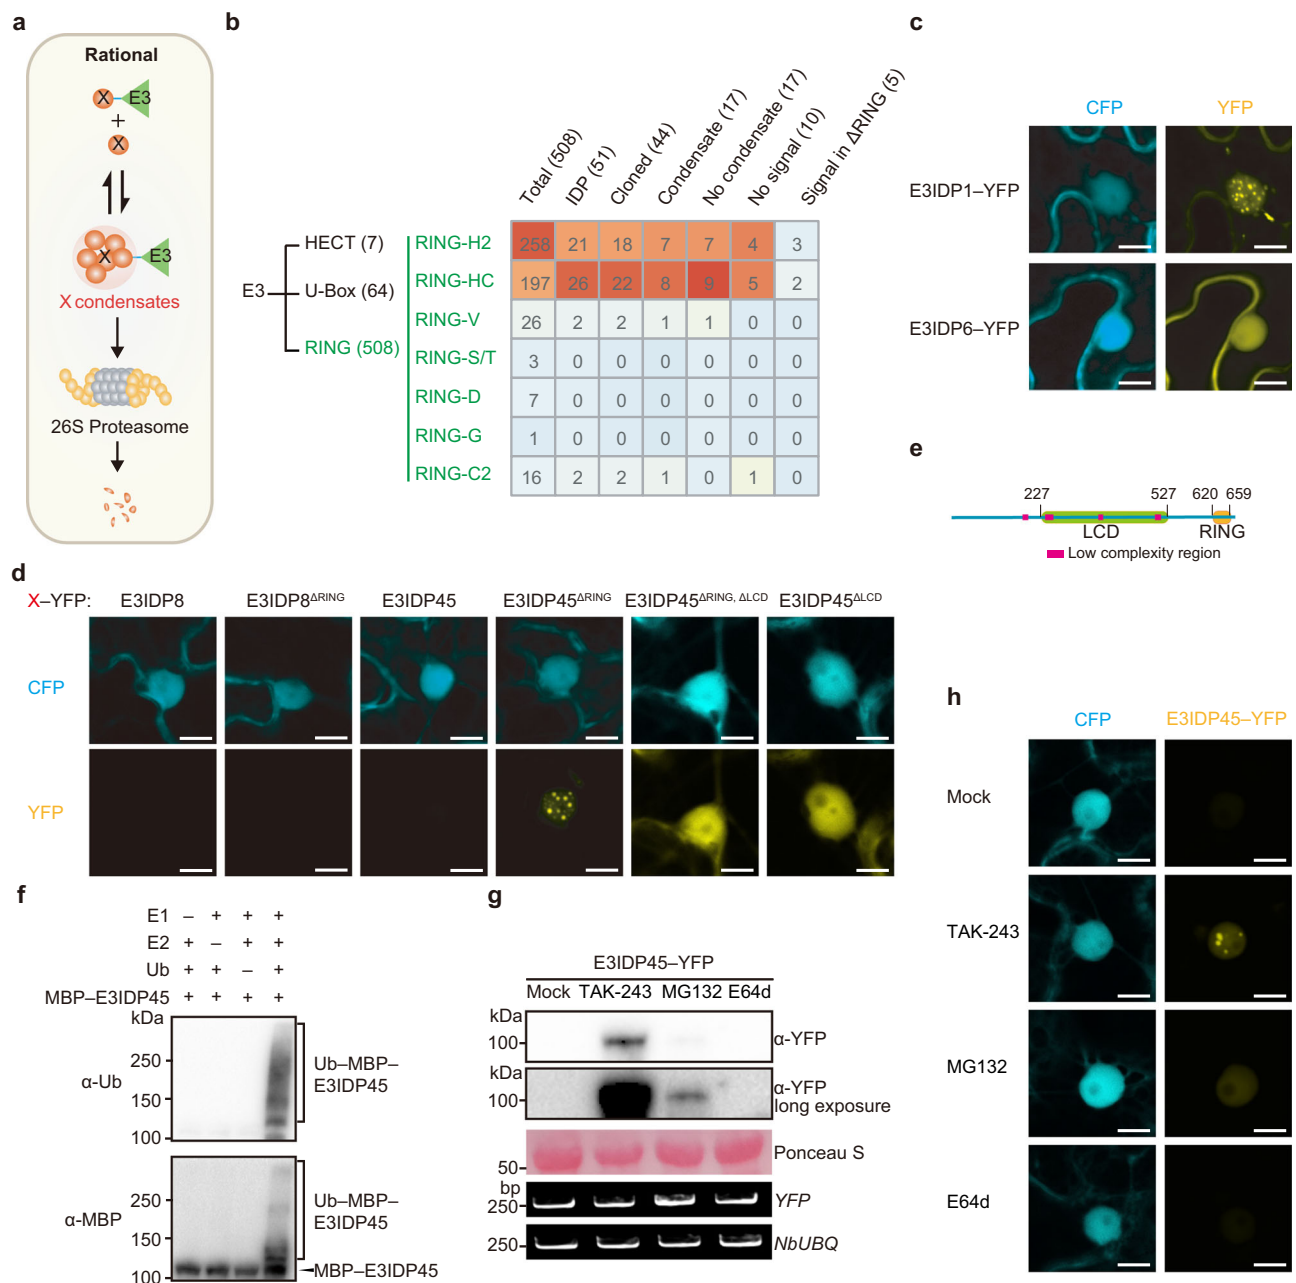 a
Rational
X
E3
+
X
X
E3
X condensates
26S Proteasome
b
Total (508)
IDP (51)
Cloned (44)
Condensate (17)
No condensate (17)
No signal (10)
Signal in ΔRING (5)
E3
HECT (7)
U-Box (64)
RING (508)
RING-H2 258 21 18 7 7 4 3
RING-HC 197 26 22 8 9 5 2
RING-V 26 2 2 1 1 0 0
RING-S/T 3 0 0 0 0 0 0
RING-D 7 0 0 0 0 0 0
RING-G 1 0 0 0 0 0 0
RING-C2 16 2 2 1 0 1 0
c
CFP YFP
E3IDP1–YFP
E3IDP6–YFP
e
227 527 620 659
LCD RING
Low complexity region
d
X–YFP: E3IDP8 E3IDP8ΔRING E3IDP45 E3IDP45ΔRING E3IDP45ΔRING, ΔLCD E3IDP45ΔLCD
CFP
YFP
f
E1 – + + +
E2 + – + +
Ub + + – +
MBP–E3IDP45 + + + +
kDa
250
150
100
α-Ub
Ub–MBP–
E3IDP45
250
150
100
α-MBP
Ub–MBP–
E3IDP45
MBP–E3IDP45
g
E3IDP45–YFP
Mock TAK-243 MG132 E64d
kDa
100
α-YFP
kDa
100
α-YFP
long exposure
50
Ponceau S
bp
250
YFP
250
NbUBQ
h
CFP E3IDP45–YFP
Mock
TAK-243
MG132
E64d